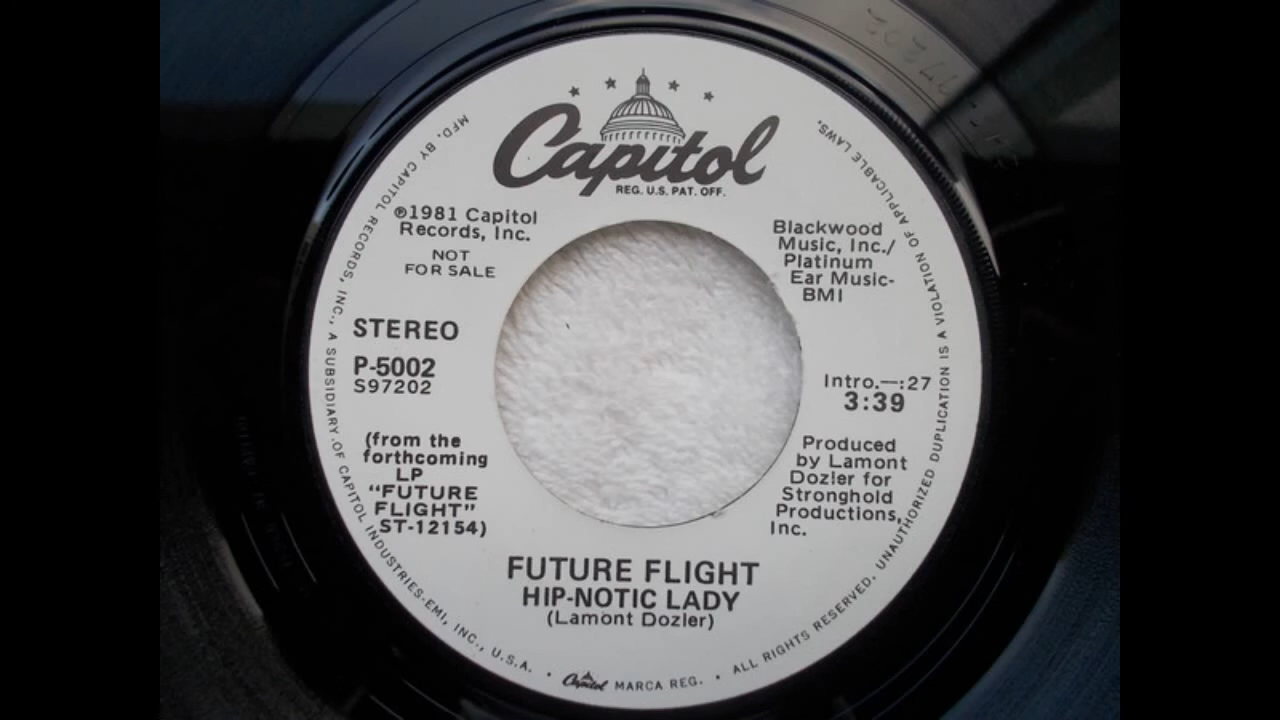 Capitol
REG. U.S. PAT. OFF.
℗1981 Capitol
Records, Inc.
NOT
FOR SALE
STEREO
P-5002
S97202
(from the
forthcoming
LP
“FUTURE
FLIGHT”
ST-12154)
Blackwood
Music, Inc./
Platinum
Ear Music-
BMI
Intro.—:27
3:39
Produced
by Lamont
Dozier for
Stronghold
Productions,
Inc.
FUTURE FLIGHT
HIP-NOTIC LADY
(Lamont Dozier)
MFD. BY CAPITOL RECORDS, INC., A SUBSIDIARY OF CAPITOL INDUSTRIES-EMI, INC., U.S.A. • Capitol MARCA REG. • ALL RIGHTS RESERVED. UNAUTHORIZED DUPLICATION IS A VIOLATION OF APPLICABLE LAWS.